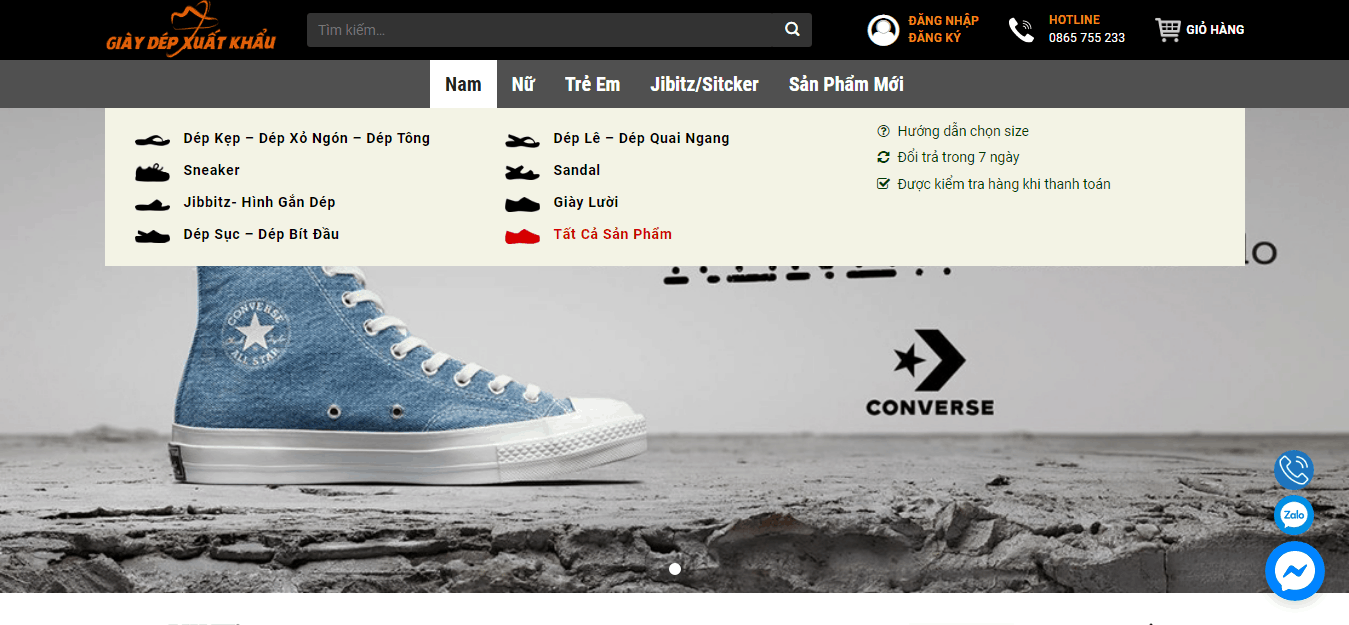 GIÀY DÉP XUẤT KHẨU
Tìm kiếm...
ĐĂNG NHẬP
ĐĂNG KÝ
HOTLINE
0865 755 233
GIỎ HÀNG
Nam
Nữ
Trẻ Em
Jibitz/Sitcker
Sản Phẩm Mới
Dép Kẹp – Dép Xỏ Ngón – Dép Tông
Sneaker
Jibbitz- Hình Gắn Dép
Dép Sục – Dép Bít Đầu
Dép Lê – Dép Quai Ngang
Sandal
Giày Lười
Tất Cả Sản Phẩm
Hướng dẫn chọn size
Đổi trả trong 7 ngày
Được kiểm tra hàng khi thanh toán
CONVERSE
ALL STAR
CONVERSE
Zalo